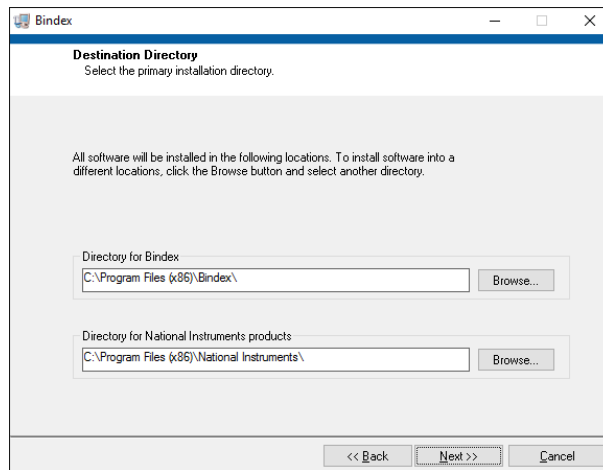 Bindex
Destination Directory
Select the primary installation directory.
All software will be installed in the following locations. To install software into a
different locations, click the Browse button and select another directory.
Directory for Bindex
C:\Program Files (x86)\Bindex\
Browse...
Directory for National Instruments products
C:\Program Files (x86)\National Instruments\
Browse...
<< Back
Next >>
Cancel